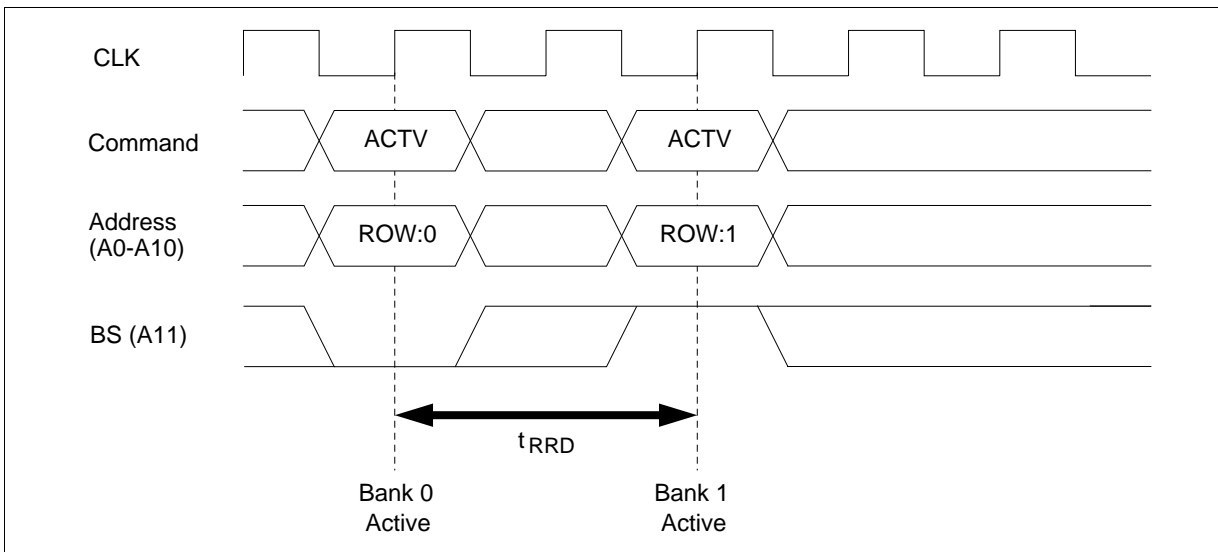 CLK
Command
ACTV
ACTV
Address
(A0-A10)
ROW:0
ROW:1
BS (A11)
tRRD
Bank 0
Active
Bank 1
Active